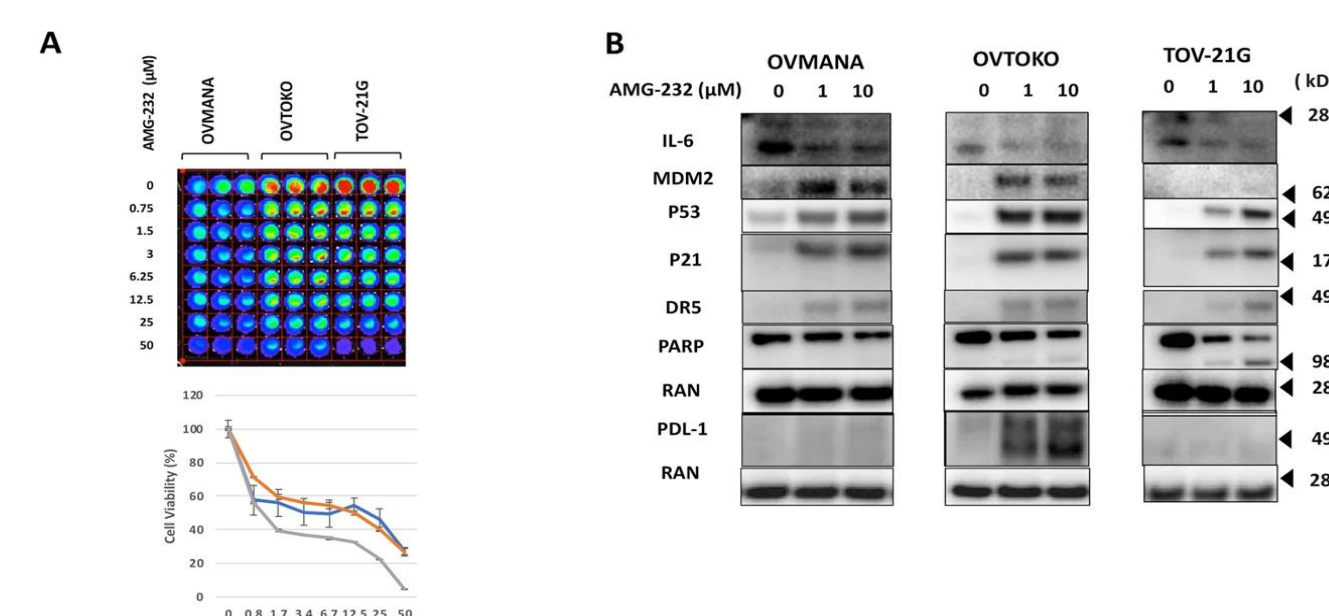 A
AMG-232 (μM)
OVMANA
OVTOKO
TOV-21G
0
0.75
1.5
3
6.25
12.5
25
50
Cell Viability (%)
120
100
80
60
40
20
0
0 0.8 1.7 3.4 6.7 12.5 25 50
B
OVMANA OVTOKO TOV-21G
AMG-232 (μM) 0 1 10 0 1 10 0 1 10 ( kD
28
IL-6
MDM2
62
P53
49
P21
17
DR5
49
PARP
98
RAN
28
PDL-1
49
RAN
28